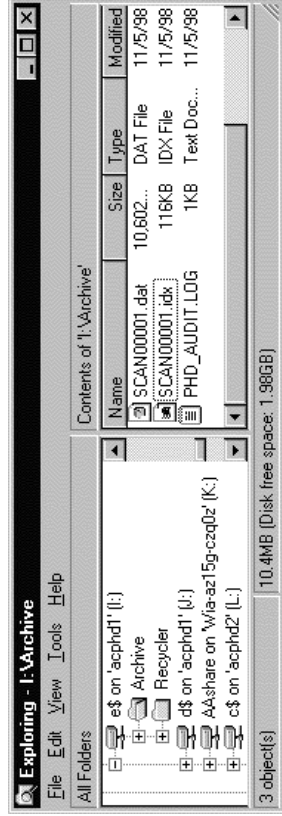 Exploring - I:\Archive
File Edit View Tools Help
All Folders
Contents of 'I:\Archive'
e$ on 'acphd1' (I:)
Archive
Recycler
d$ on 'acphd1' (J:)
AAshare on 'Wia-az15g-czq0z' (K:)
c$ on 'acphd2' (L:)
Name Size Type Modified
SCAN00001.dat 10,602... DAT File 11/5/98
SCAN00001.idx 116KB IDX File 11/5/98
PHD_AUDIT.LOG 1KB Text Doc... 11/5/98
3 object(s) 10.4MB (Disk free space: 1.98GB)